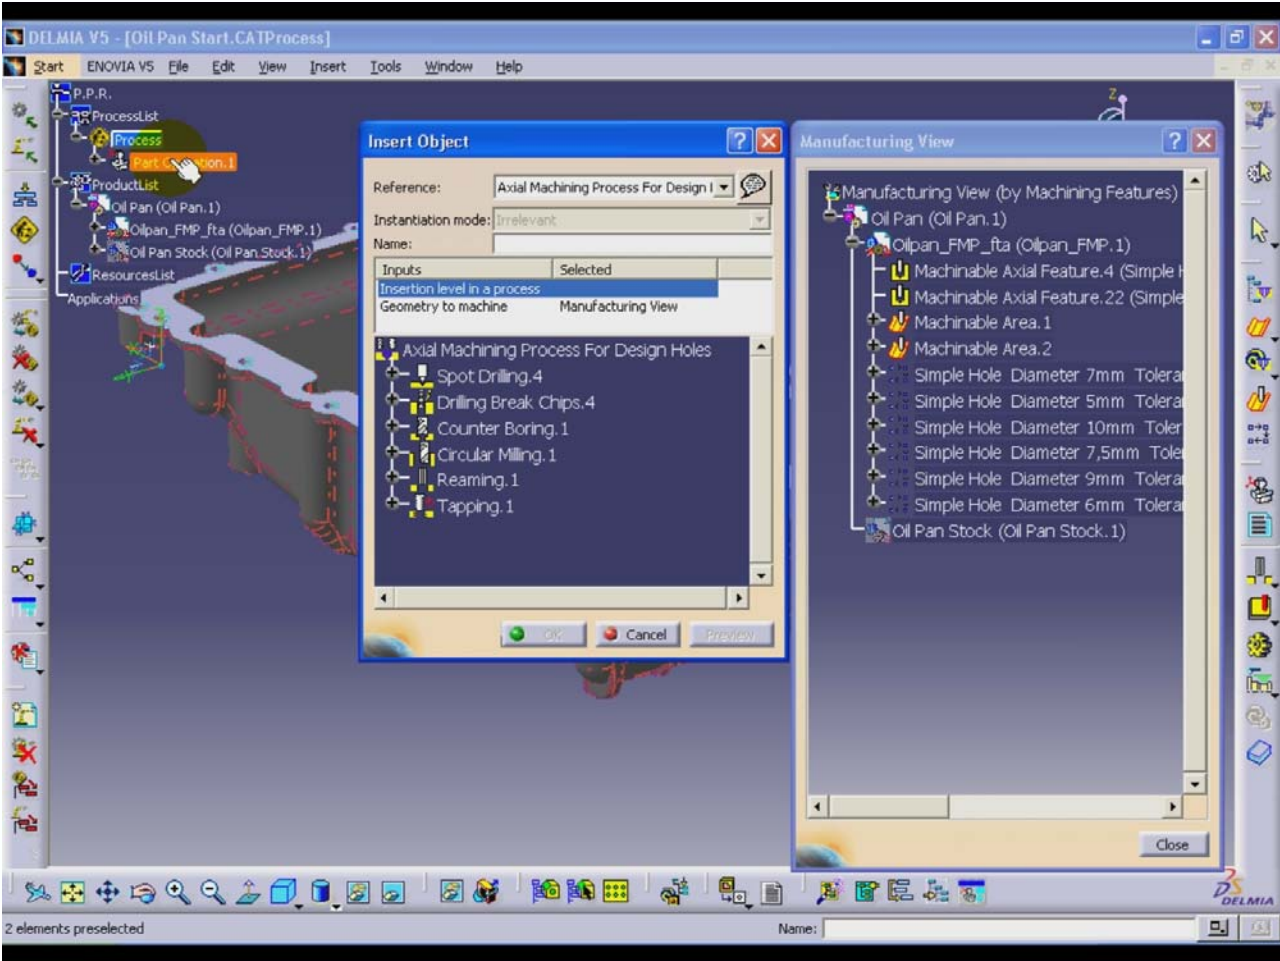 DELMIA V5 - [Oil Pan Start.CATProcess]
Start ENOVIA V5 File Edit View Insert Tools Window Help
P.P.R.
ProcessList
Process
Part Operation.1
ProductList
Oil Pan (Oil Pan.1)
Oilpan_FMP_fta (Oilpan_FMP.1)
Oil Pan Stock (Oil Pan Stock.1)
ResourcesList
Applications
Z
Insert Object
Reference: Axial Machining Process For Design
Instantiation mode: Irrelevant
Name:
Inputs Selected
Insertion level in a process
Geometry to machine Manufacturing View
Axial Machining Process For Design Holes
Spot Drilling.4
Drilling Break Chips.4
Counter Boring.1
Circular Milling.1
Reaming.1
Tapping.1
OK Cancel Preview
Manufacturing View
Manufacturing View (by Machining Features)
Oil Pan (Oil Pan.1)
Oilpan_FMP_fta (Oilpan_FMP.1)
Machinable Axial Feature.4 (Simple H
Machinable Axial Feature.22 (Simple
Machinable Area.1
Machinable Area.2
Simple Hole Diameter 7mm Tolera
Simple Hole Diameter 5mm Tolera
Simple Hole Diameter 10mm Toler
Simple Hole Diameter 7,5mm Tole
Simple Hole Diameter 9mm Tolera
Simple Hole Diameter 6mm Tolera
Oil Pan Stock (Oil Pan Stock.1)
Close
DELMIA
2 elements preselected
Name: